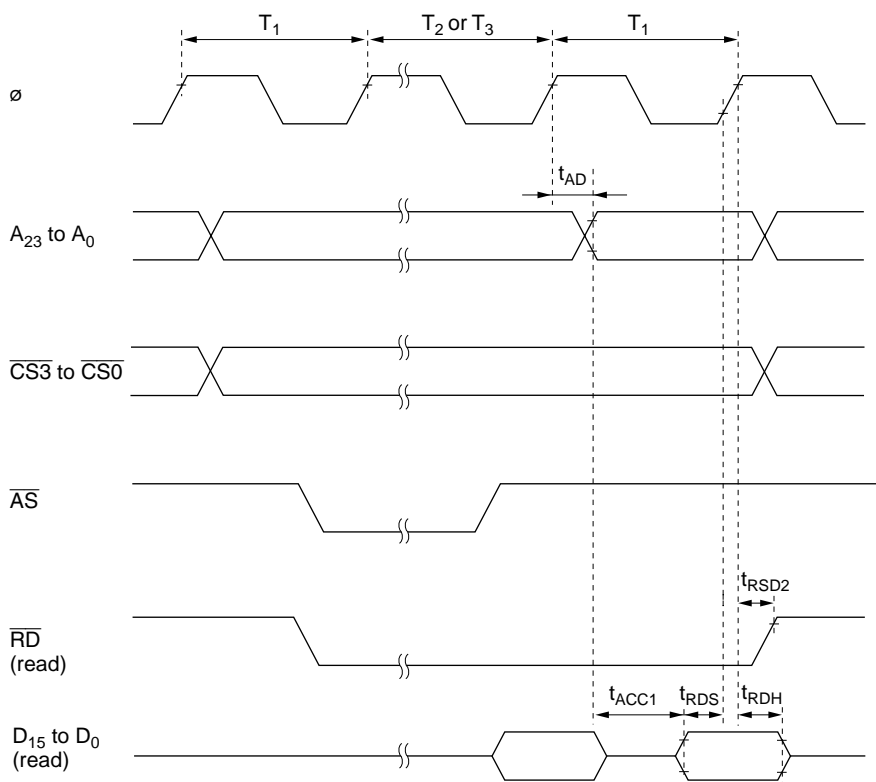 T1 T2 or T3 T1
ø
tAD
A23 to A0
CS3 to CS0
AS
tRSD2
RD
(read)
tACC1 tRDS tRDH
D15 to D0
(read)